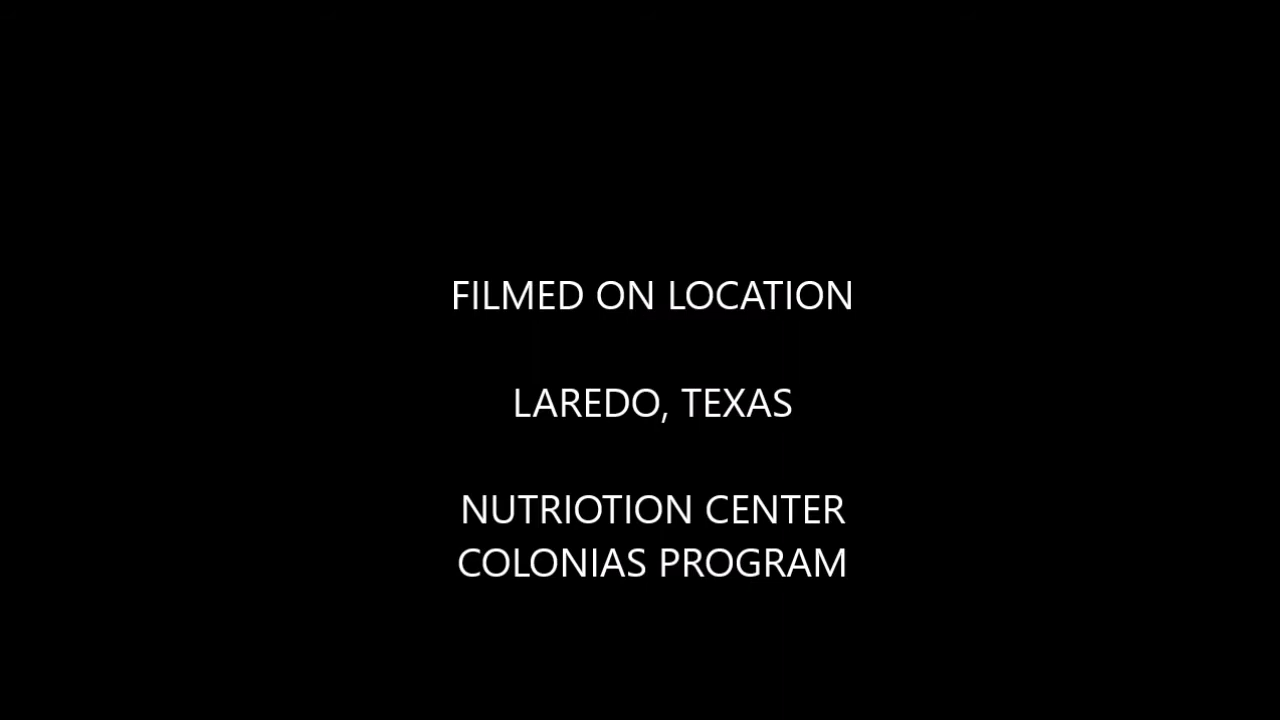 FILMED ON LOCATION
LAREDO, TEXAS
NUTRIOTION CENTER
COLONIAS PROGRAM